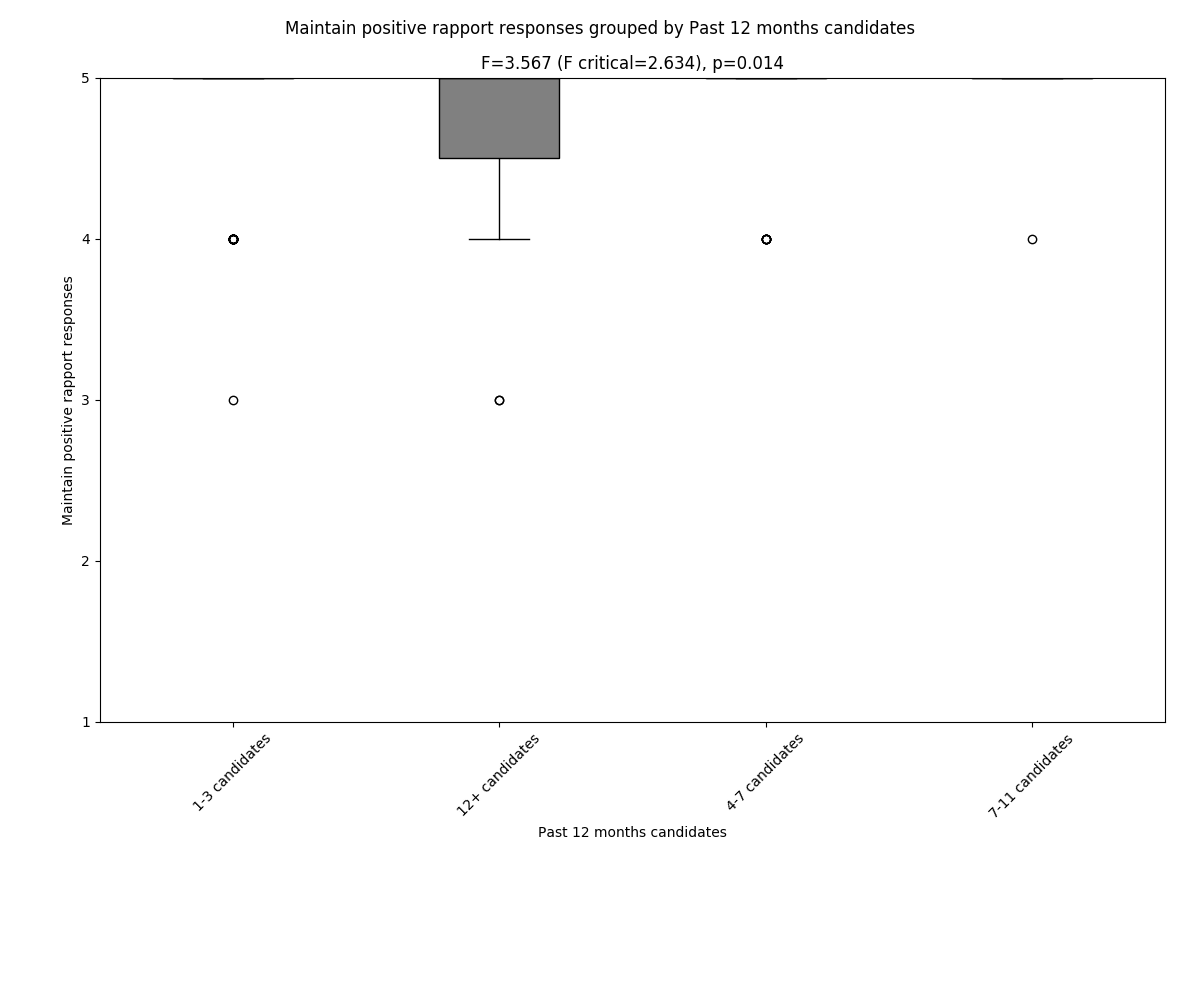 Maintain positive rapport responses grouped by Past 12 months candidates
F=3.567 (F critical=2.634), p=0.014
5
4
3
2
1
Maintain positive rapport responses
1-3 candidates
12+ candidates
4-7 candidates
7-11 candidates
Past 12 months candidates